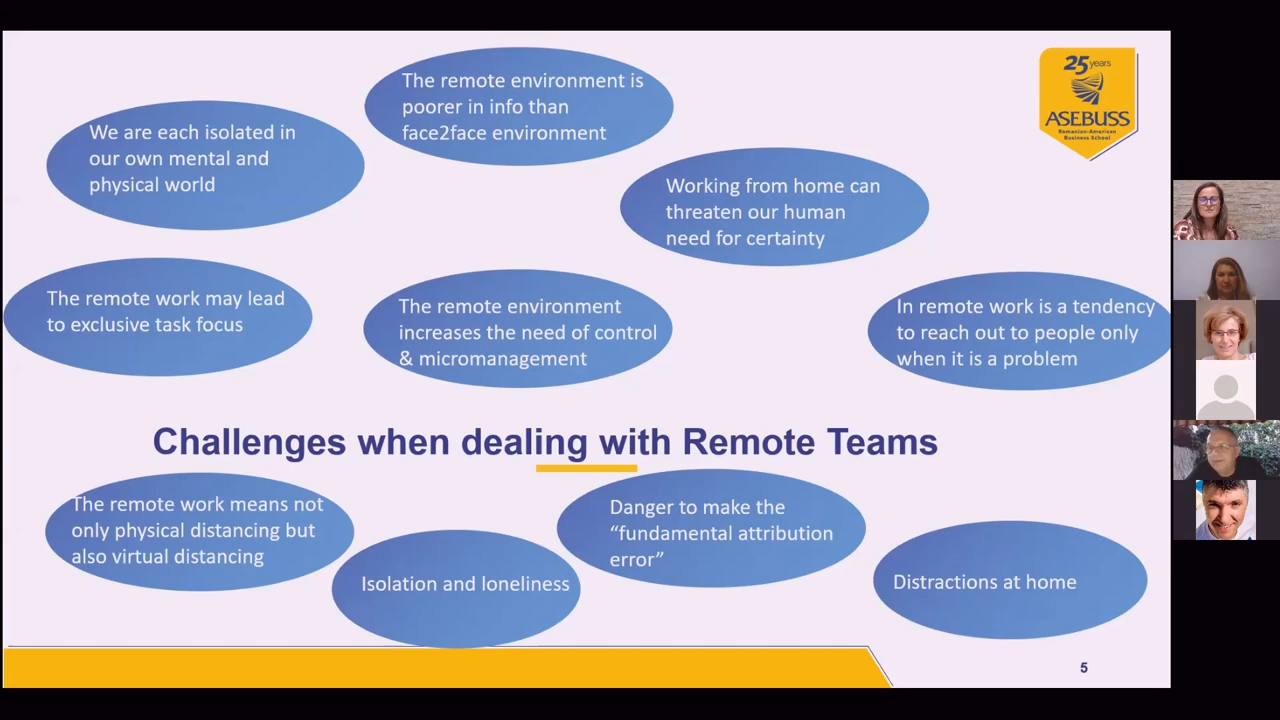 The remote environment is
poorer in info than
face2face environment
25 years
ASEBUSS
Romanian-American
Business School
We are each isolated in
our own mental and
physical world
Working from home can
threaten our human
need for certainty
The remote work may lead
to exclusive task focus
The remote environment
increases the need of control
& micromanagement
In remote work is a tendency
to reach out to people only
when it is a problem
Challenges when dealing with Remote Teams
The remote work means not
only physical distancing but
also virtual distancing
Isolation and loneliness
Danger to make the
“fundamental attribution
error”
Distractions at home
5